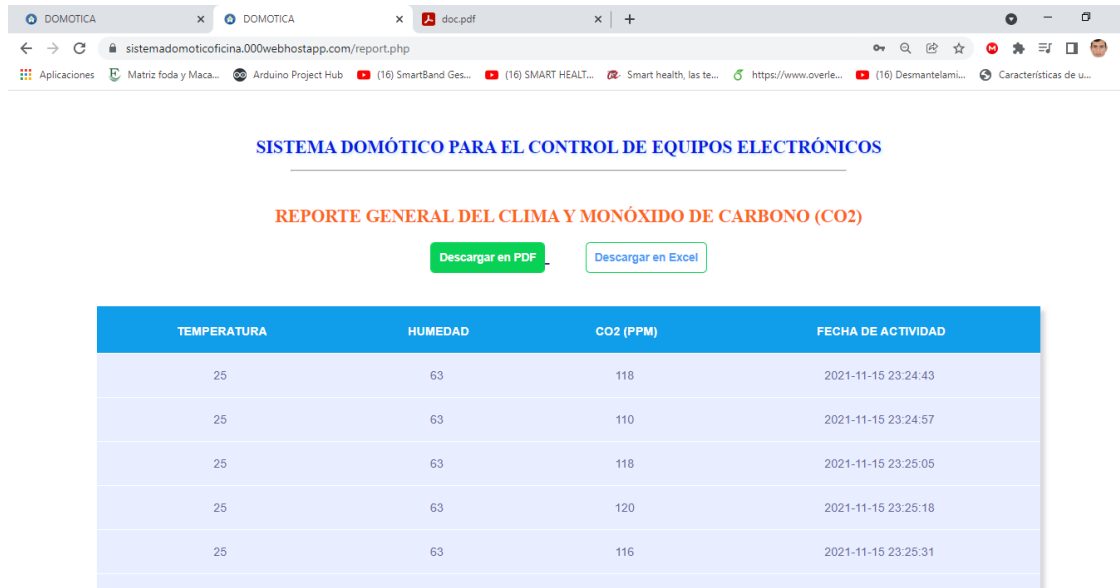 DOMOTICA
DOMOTICA
doc.pdf
sistemadomoticoficina.000webhostapp.com/report.php
Aplicaciones Matriz foda y Maca... Arduino Project Hub (16) SmartBand Ges... (16) SMART HEALT... Smart health, las te... https://www.overle... (16) Desmantelami... Características de u...
SISTEMA DOMÓTICO PARA EL CONTROL DE EQUIPOS ELECTRÓNICOS
REPORTE GENERAL DEL CLIMA Y MONÓXIDO DE CARBONO (CO2)
Descargar en PDF Descargar en Excel
TEMPERATURA HUMEDAD CO2 (PPM) FECHA DE ACTIVIDAD
25 63 118 2021-11-15 23:24:43
25 63 110 2021-11-15 23:24:57
25 63 118 2021-11-15 23:25:05
25 63 120 2021-11-15 23:25:18
25 63 116 2021-11-15 23:25:31